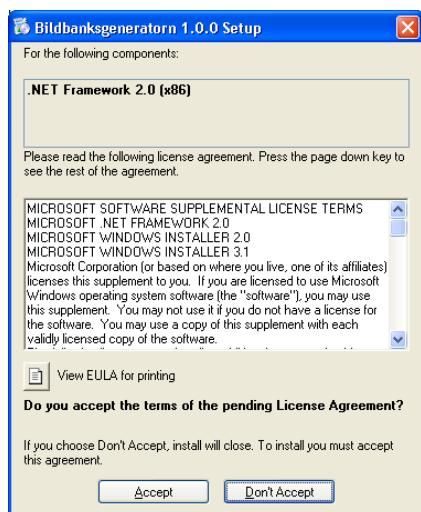 Bildbanksgeneratorn 1.0.0 Setup
For the following components:
.NET Framework 2.0 (x86)
Please read the following license agreement. Press the page down key to
see the rest of the agreement.
MICROSOFT SOFTWARE SUPPLEMENTAL LICENSE TERMS
MICROSOFT .NET FRAMEWORK 2.0
MICROSOFT WINDOWS INSTALLER 2.0
MICROSOFT WINDOWS INSTALLER 3.1
Microsoft Corporation (or based on where you live, one of its affiliates)
licenses this supplement to you.  If you are licensed to use Microsoft
Windows operating system software (the "software"), you may use
this supplement.  You may not use it if you do not have a license for
the software.  You may use a copy of this supplement with each
validly licensed copy of the software.
View EULA for printing
Do you accept the terms of the pending License Agreement?
If you choose Don't Accept, install will close. To install you must accept
this agreement.
Accept
Don't Accept